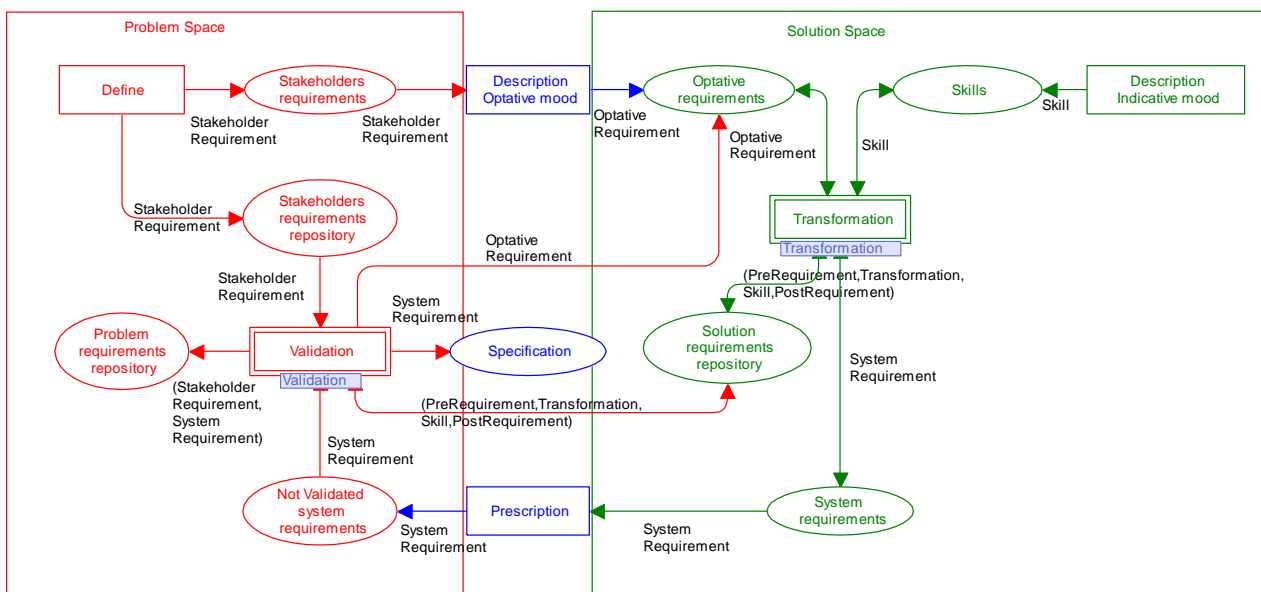 Problem Space
Solution Space
Define
Stakeholders
requirements
Description
Optative mood
Optative
requirements
Skills
Description
Indicative mood
Stakeholder
Requirement
Stakeholder
Requirement
Optative
Requirement
Optative
Requirement
Skill
Skill
Stakeholder
Requirement
Stakeholders
requirements
repository
Transformation
Transformation
Optative
Requirement
Stakeholder
Requirement
(PreRequirement,Transformation,
Skill,PostRequirement)
System
Requirement
Problem
requirements
repository
Validation
Validation
Specification
Solution
requirements
repository
System
Requirement
(Stakeholder
Requirement,
System
Requirement)
(PreRequirement,Transformation,
Skill,PostRequirement)
System
Requirement
Not Validated
system
requirements
Prescription
System
requirements
System
Requirement
System
Requirement